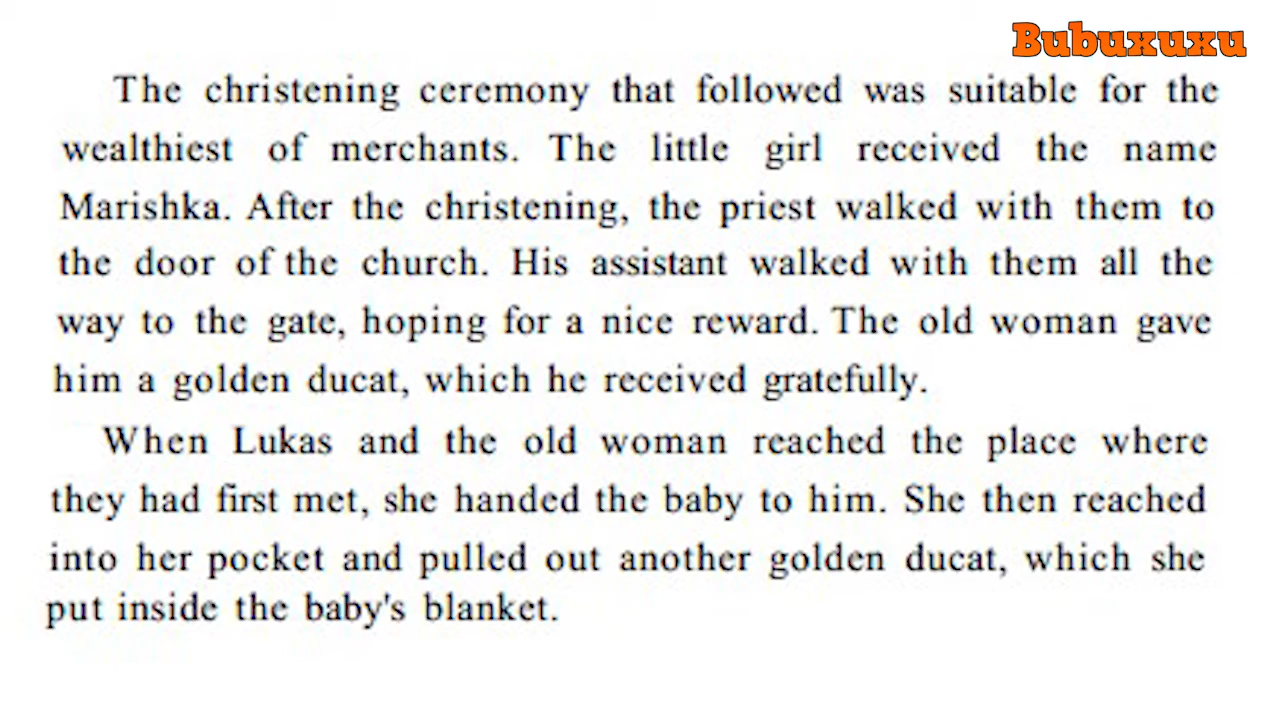 Bubuxuxu
The christening ceremony that followed was suitable for the
wealthiest of merchants. The little girl received the name
Marishka. After the christening, the priest walked with them to
the door of the church. His assistant walked with them all the
way to the gate, hoping for a nice reward. The old woman gave
him a golden ducat, which he received gratefully.
When Lukas and the old woman reached the place where
they had first met, she handed the baby to him. She then reached
into her pocket and pulled out another golden ducat, which she
put inside the baby's blanket.